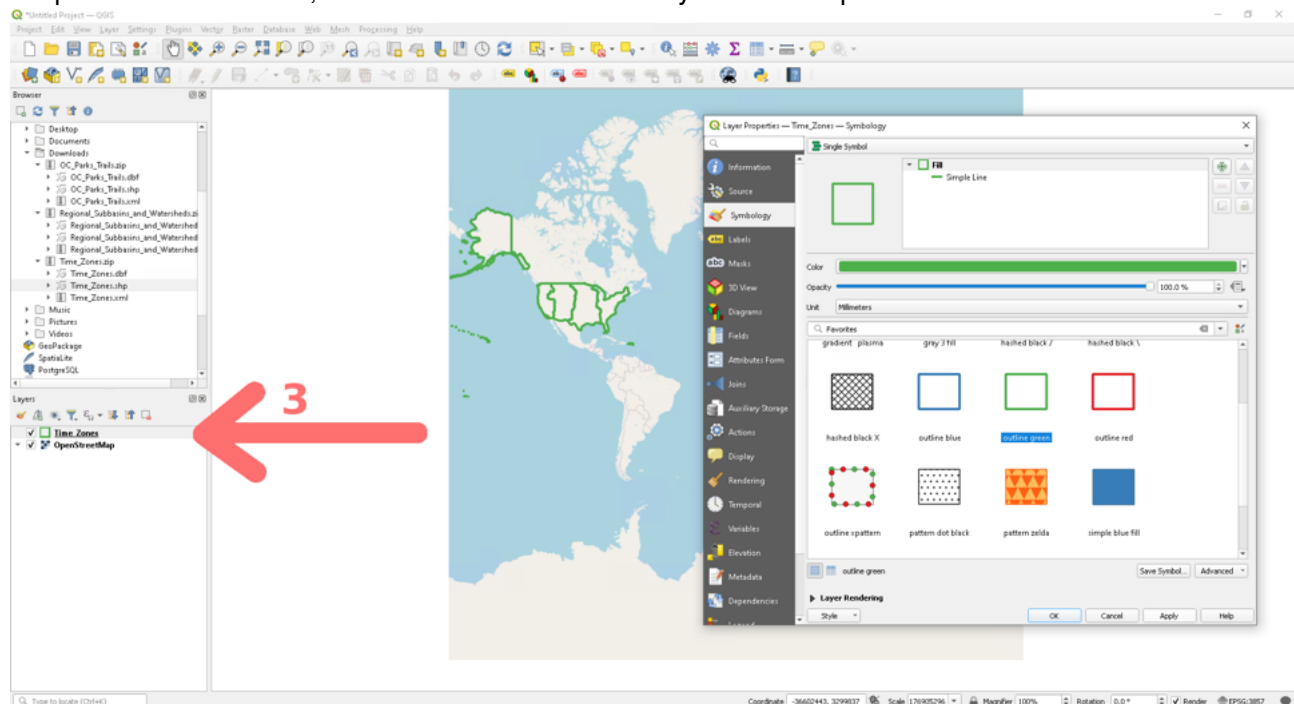 *Untitled Project — QGIS
Project Edit View Layer Settings Plugins Vector Raster Database Web Mesh Processing Help
Browser
Desktop
Documents
Downloads
OC_Parks_Trails.zip
OC_Parks_Trails.dbf
OC_Parks_Trails.shp
OC_Parks_Trails.xml
Regional_Subbasins_and_Watersheds.zi
Regional_Subbasins_and_Watershed
Regional_Subbasins_and_Watershed
Regional_Subbasins_and_Watershed
Time_Zones.zip
Time_Zones.dbf
Time_Zones.shp
Time_Zones.xml
Music
Pictures
Videos
GeoPackage
SpatiaLite
PostgreSQL
Layers
Time_Zones
OpenStreetMap
3
Layer Properties — Time_Zones — Symbology
Information
Source
Symbology
abc Labels
abc Masks
3D View
Diagrams
Fields
Attributes Form
Joins
Auxiliary Storage
Actions
Display
Rendering
Temporal
Variables
Elevation
Metadata
Dependencies
Legend
Single Symbol
Fill
Simple Line
Color
Opacity 100.0 %
Unit Millimeters
Favorites
gradient plasma gray 3 fill hashed black / hashed black \
hashed black X outline blue outline green outline red
outline xpattern pattern dot black pattern zelda simple blue fill
outline green Save Symbol... Advanced
Layer Rendering
Style OK Cancel Apply Help
Type to locate (Ctrl+K) Coordinate -36602443, 3299837 Scale 176905296 Magnifier 100% Rotation 0.0 ° Render EPSG:3857